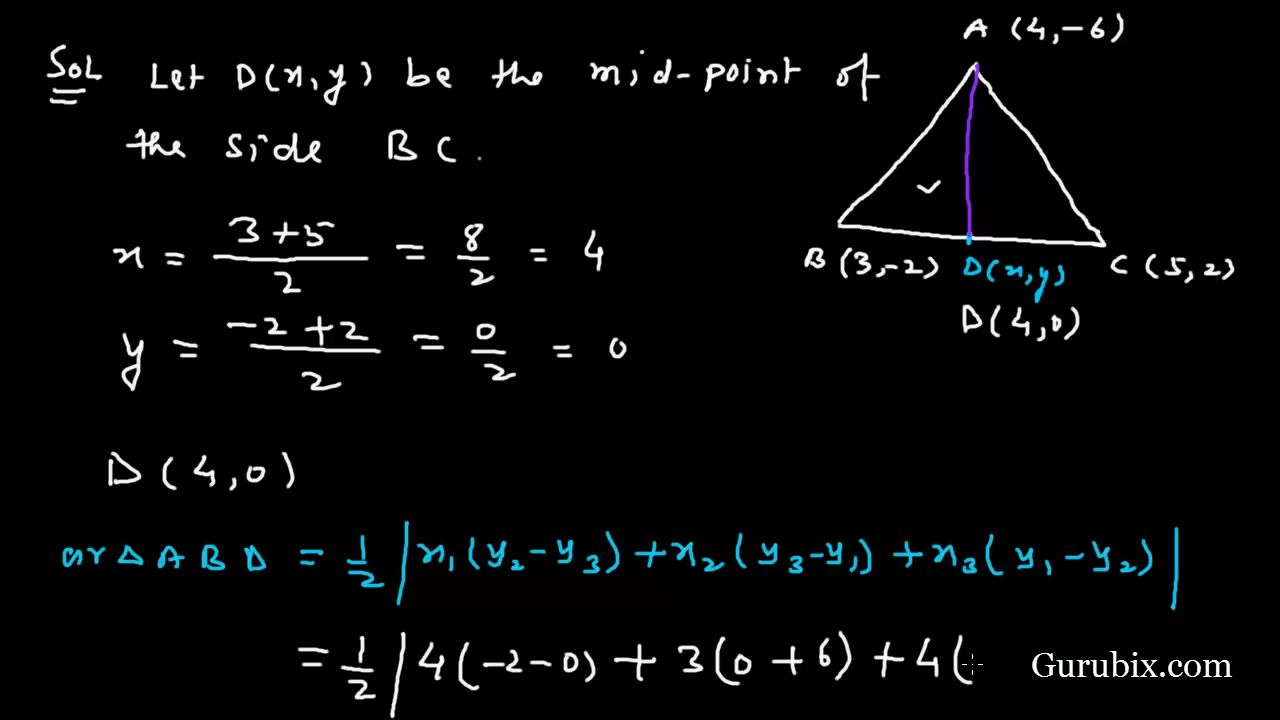 A (4,-6)
Sol Let D(x,y) be the mid-point of
the side BC.
x = 3+5/2 = 8/2 = 4
B (3,-2) D(x,y) C (5,2)
D(4,0)
y = -2+2/2 = 0/2 = 0
D (4,0)
ar Δ ABD = 1/2 |x₁(y₂-y₃)+x₂(y₃-y₁)+x₃(y₁-y₂)|
= 1/2 |4(-2-0)+3(0+6)+4(
Gurubix.com